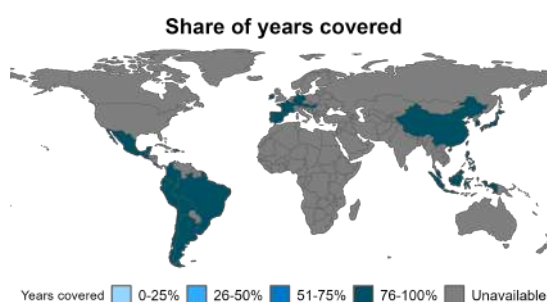 Share of years covered
Years covered 0-25% 26-50% 51-75% 76-100% Unavailable